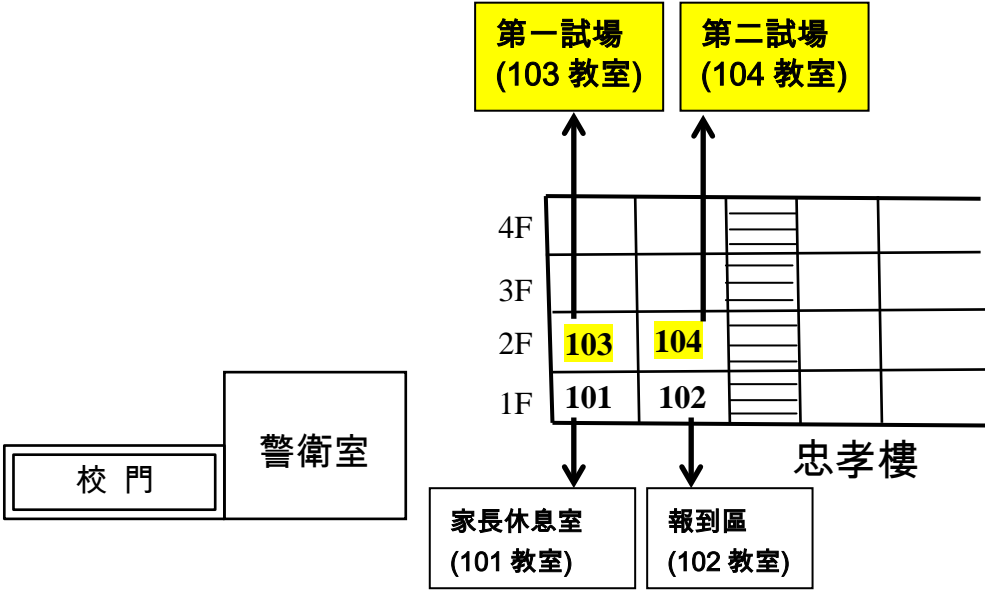 第一試場
(103 教室)
第二試場
(104 教室)
4F
3F
2F
103
104
1F
101
102
警衛室
校 門
忠孝樓
家長休息室
(101 教室)
報到區
(102 教室)